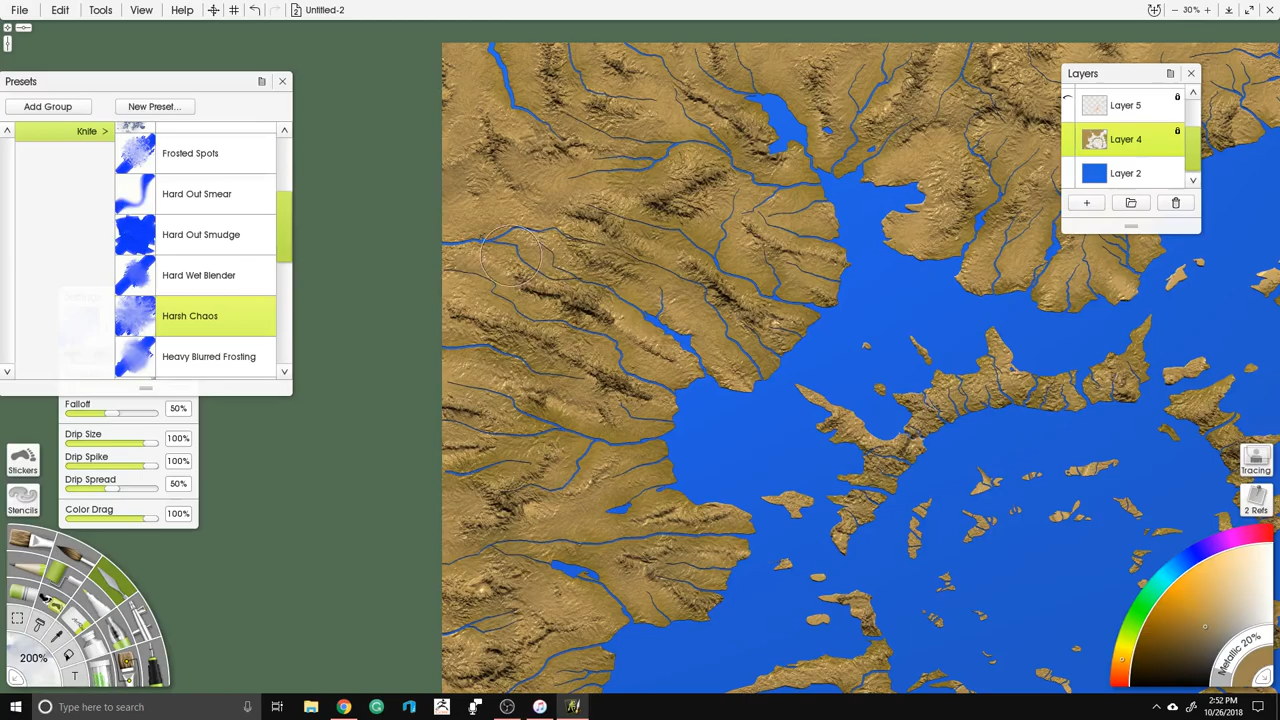 File Edit Tools View Help Untitled-2 30%
Presets
Add Group New Preset...
Knife >
Frosted Spots
Hard Out Smear
Hard Out Smudge
Hard Wet Blender
Harsh Chaos
Heavy Blurred Frosting
Falloff 50%
Drip Size 100%
Drip Spike 100%
Drip Spread 50%
Color Drag 100%
Stickers
Stencils
200%
T
Layers
Layer 5
Layer 4
Layer 2
Tracing
2 Refs
Metallic 20%
Type here to search
2:52 PM
10/26/2018